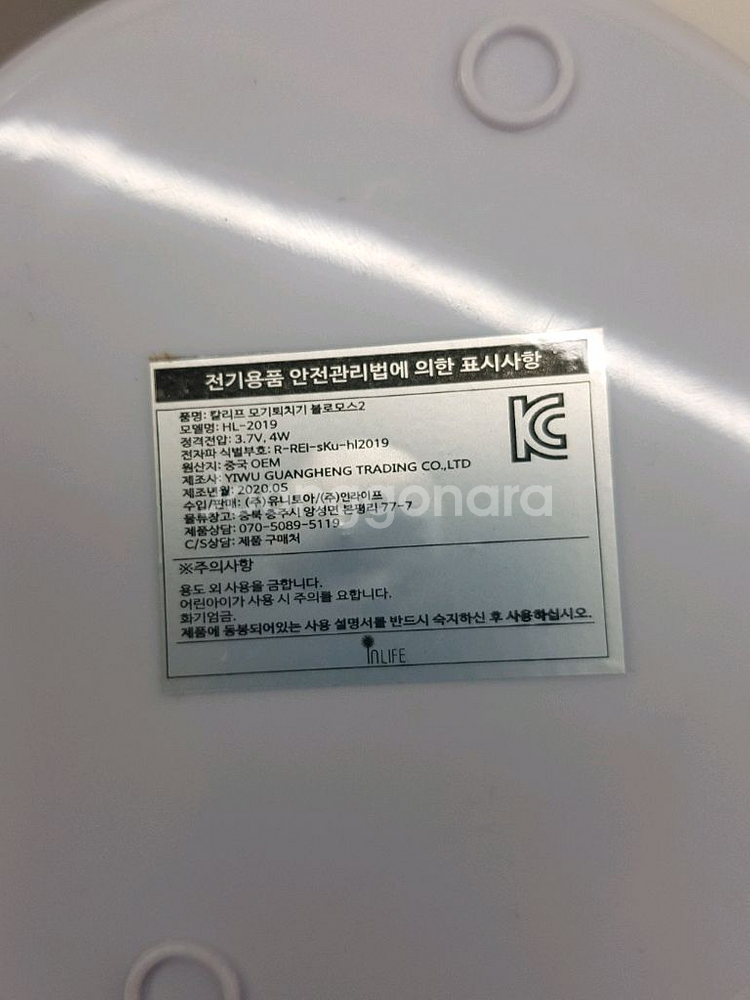 전기용품 안전관리법에 의한 표시사항
품명: 칼리프 모기퇴치기 블로모스2
모델명: HL-2019
정격전압: 3.7V, 4W
전자파 식별부호: R-REI-sKu-hl2019
원산지: 중국 OEM
제조사: YIWU GUANGHENG TRADING CO.,LTD
제조년월: 2020.05
수입/판매: (주)유니토아/(주)인라이프
물류창고: 충북 충주시 앙성면 본평리 77-7
제품상담: 070-5089-5119
C/S상담: 제품 구매처
KC
※주의사항
용도 외 사용을 금합니다.
어린아이가 사용 시 주의를 요합니다.
화기엄금.
제품에 동봉되어있는 사용 설명서를 반드시 숙지하신 후 사용하십시오.
inLIFE